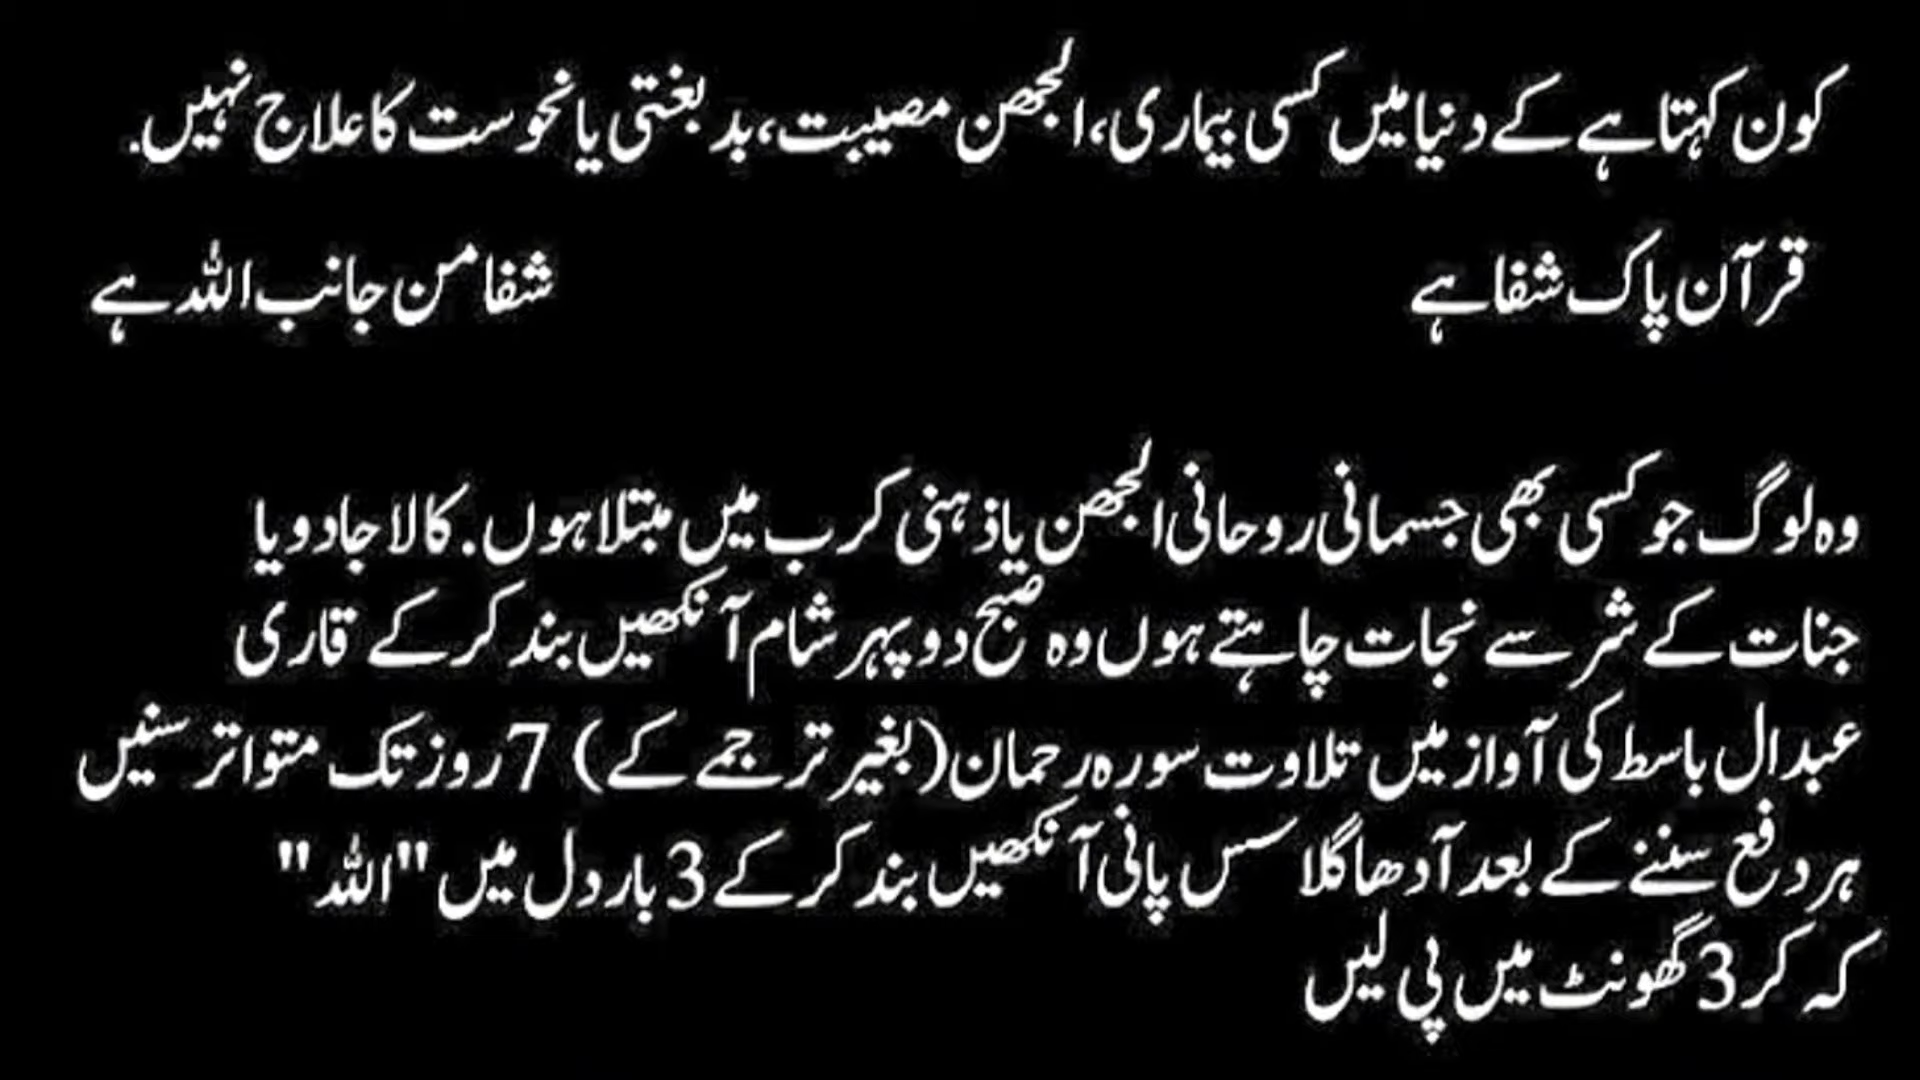 کون کہتا ہے کے دنیا میں کسی بیماری، الجھن مصیبت، بد بغتی یا نحوست کا علاج نہیں.
قرآن پاک شفا ہے شفا من جانب اللہ ہے
وہ لوگ جو کسی بھی جسمانی روحانی الجھن یا ذہنی کرب میں مبتلا ہوں. کالا جادو یا
جنات کے شر سے نجات چاہتے ہوں وہ صبح دوپہر شام آنکھیں بند کر کے قاری
عبدال باسط کی آواز میں تلاوت سورہ رحمان (بغیر ترجمے کے) 7 روز تک متواتر سنیں
ہر دفع سننے کے بعد آدھا گلاسس پانی آنکھیں بند کر کے 3 بار دل میں "اللہ"
کہ کر 3 گھونٹ میں پی لیں